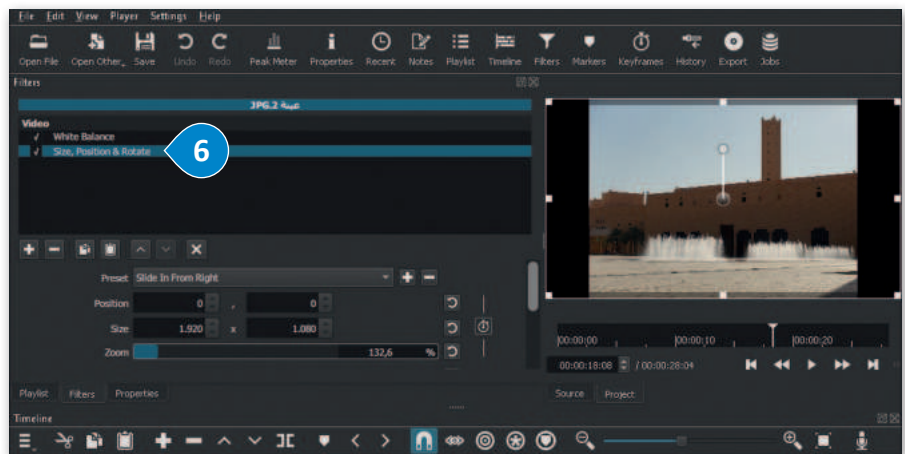 File Edit View Player Settings Help
Open File Open Other... Save Undo Redo Peak Meter Properties Recent Notes Playlist Timeline Filters Markers Keyframes History Export Jobs
Filters
عينة 2.JPG
Video
✓ White Balance
✓ Size, Position & Rotate
6
Preset Slide In From Right
Position 0 , 0
Size 1.920 x 1.080
Zoom 132,6 %
00:00:00 00:00:10 00:00:20
00:00:18:08 / 00:00:28:04
Playlist Filters Properties
Source Project
Timeline